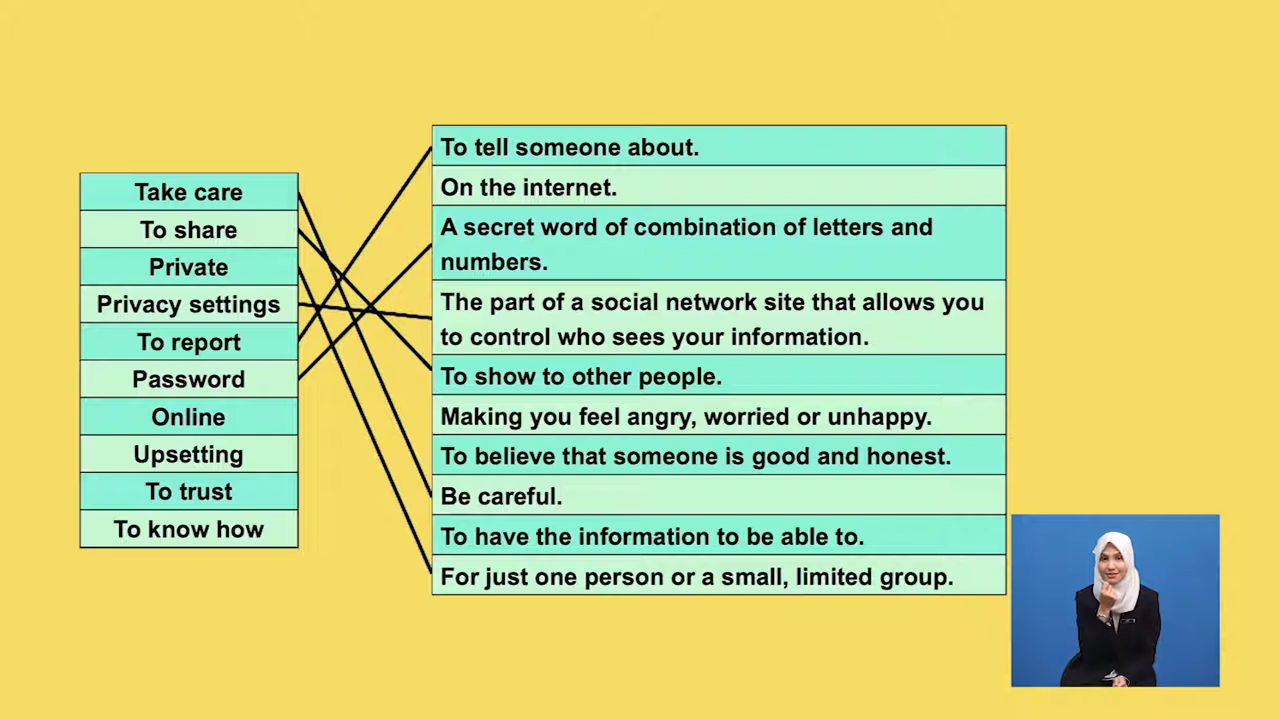 Take care
To share
Private
Privacy settings
To report
Password
Online
Upsetting
To trust
To know how
To tell someone about.
On the internet.
A secret word of combination of letters and
numbers.
The part of a social network site that allows you
to control who sees your information.
To show to other people.
Making you feel angry, worried or unhappy.
To believe that someone is good and honest.
Be careful.
To have the information to be able to.
For just one person or a small, limited group.